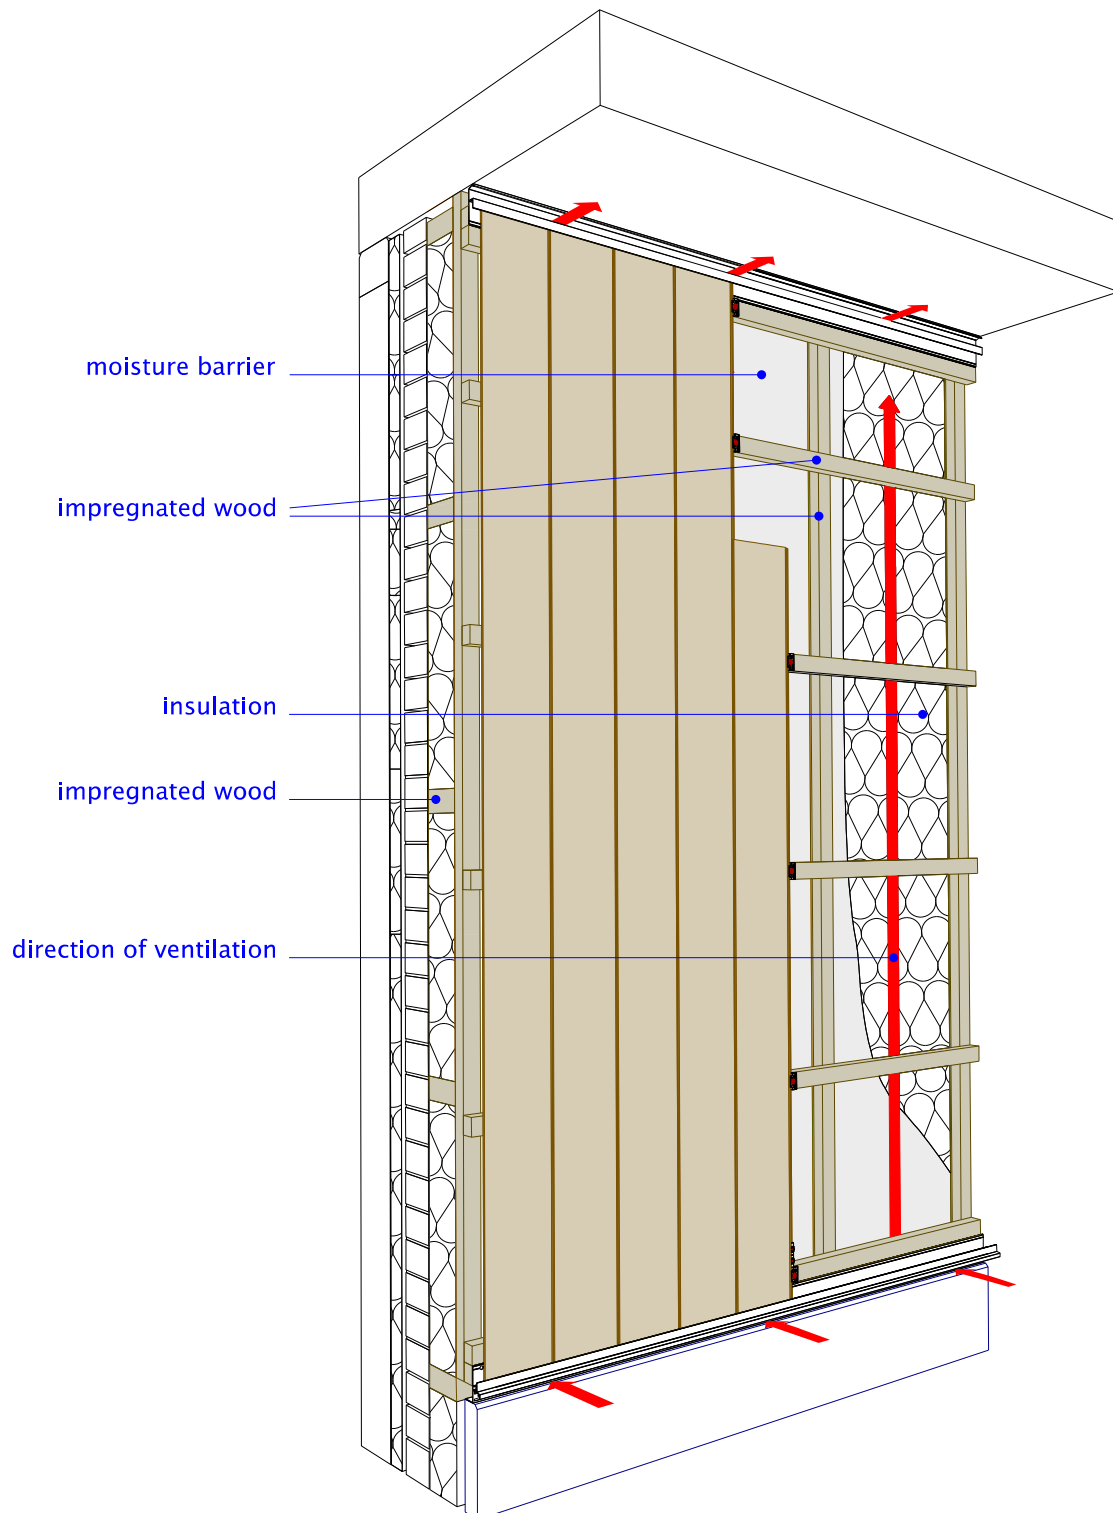 moisture barrier
impregnated wood
insulation
impregnated wood
direction of ventilation